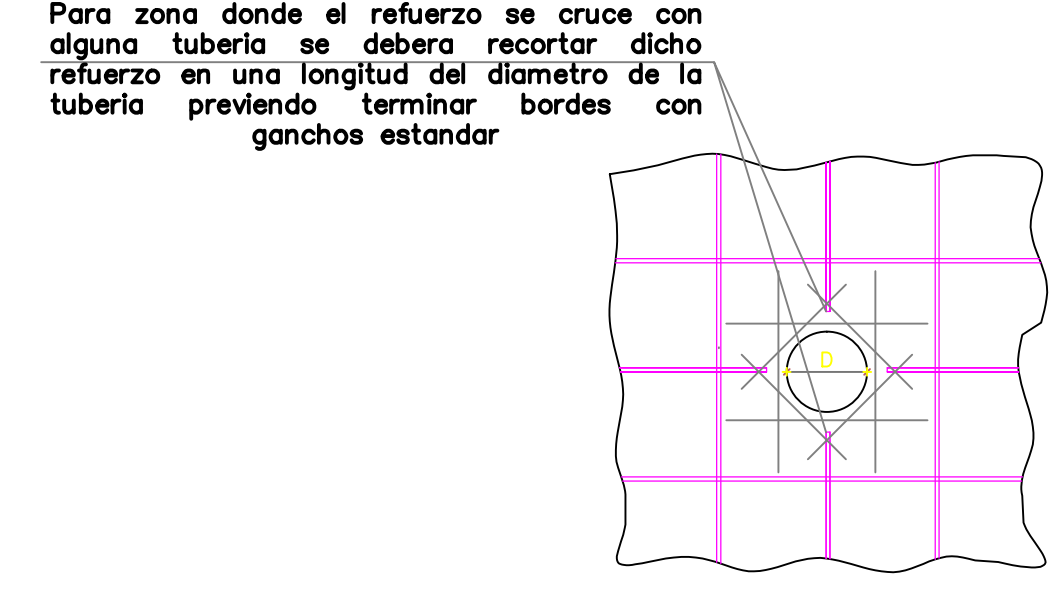 Para zona donde el refuerzo se cruce con
alguna tuberia se debera recortar dicho
refuerzo en una longitud del diametro de la
tuberia previendo terminar bordes con
ganchos estandar
D